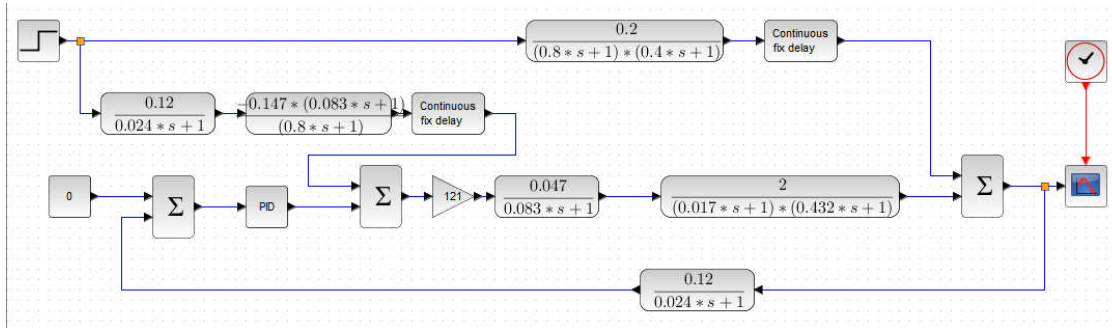 0.2
(0.8 * s + 1) * (0.4 * s + 1)
Continuous
fix delay
0.12
0.024 * s + 1
−0.147 * (0.083 * s + 1)
(0.8 * s + 1)
Continuous
fix delay
0
Σ
PID
Σ
121
0.047
0.083 * s + 1
2
(0.017 * s + 1) * (0.432 * s + 1)
Σ
0.12
0.024 * s + 1